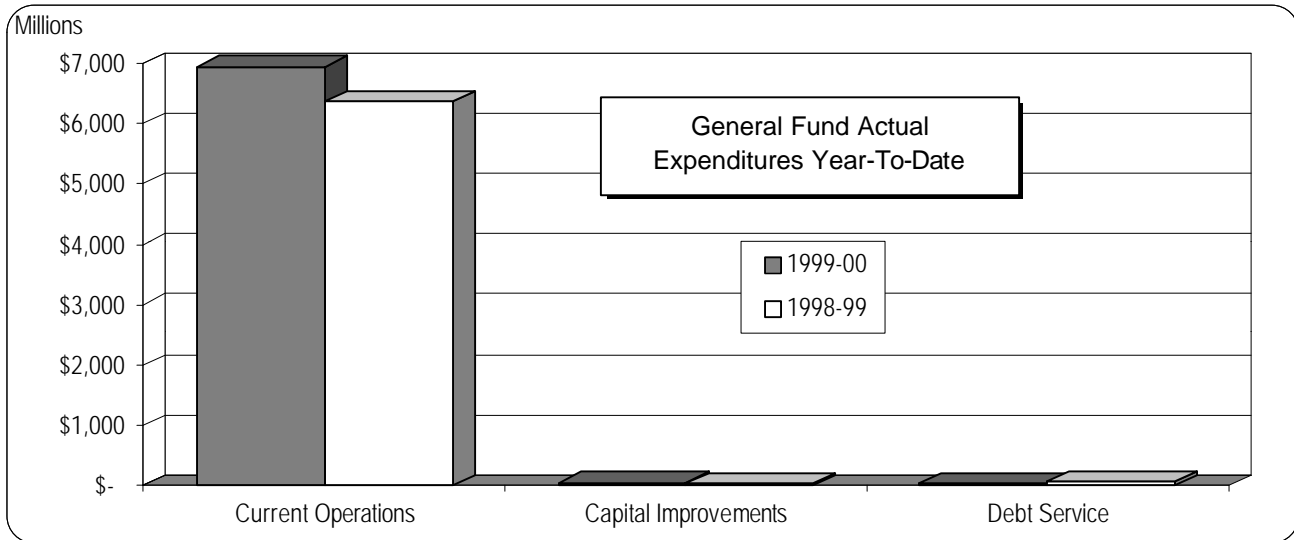 Millions
$7,000
$6,000
$5,000
$4,000
$3,000
$2,000
$1,000
$-
General Fund Actual
Expenditures Year-To-Date
1999-00
1998-99
Current Operations
Capital Improvements
Debt Service